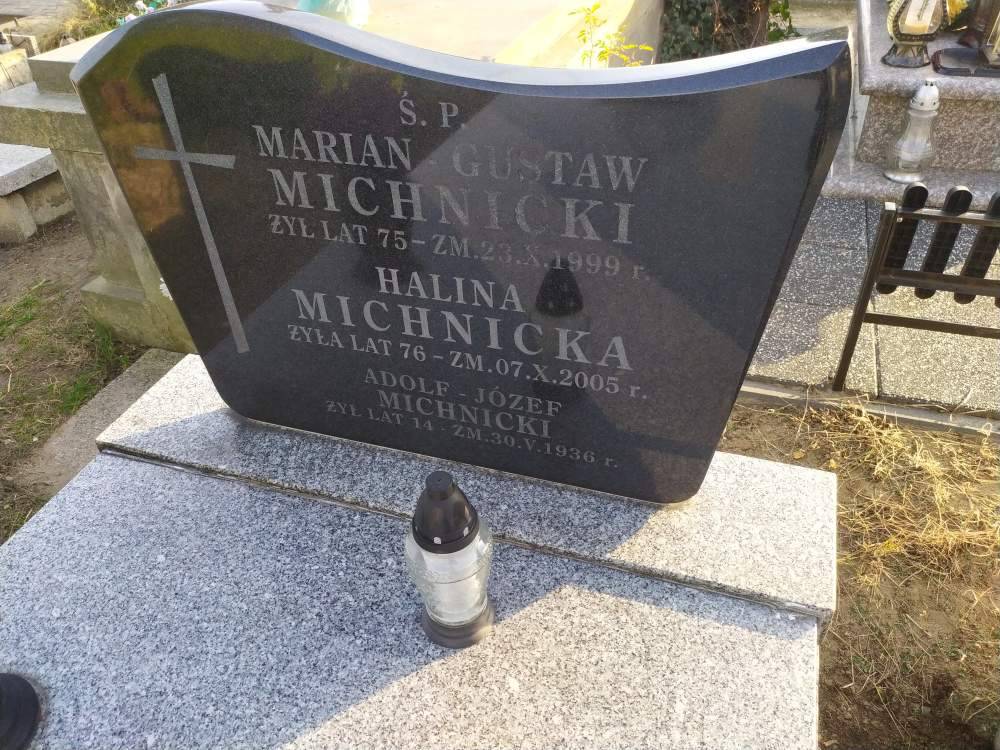 Ś. P.
MARIAN - GUSTAW
MICHNICKI
ŻYŁ LAT 75 - ZM.23.X.1999 r.
HALINA
MICHNICKA
ŻYŁA LAT 76 - ZM.07.X.2005 r.
ADOLF - JÓZEF
MICHNICKI
ŻYŁ LAT 14 - ZM.30.V.1936 r.